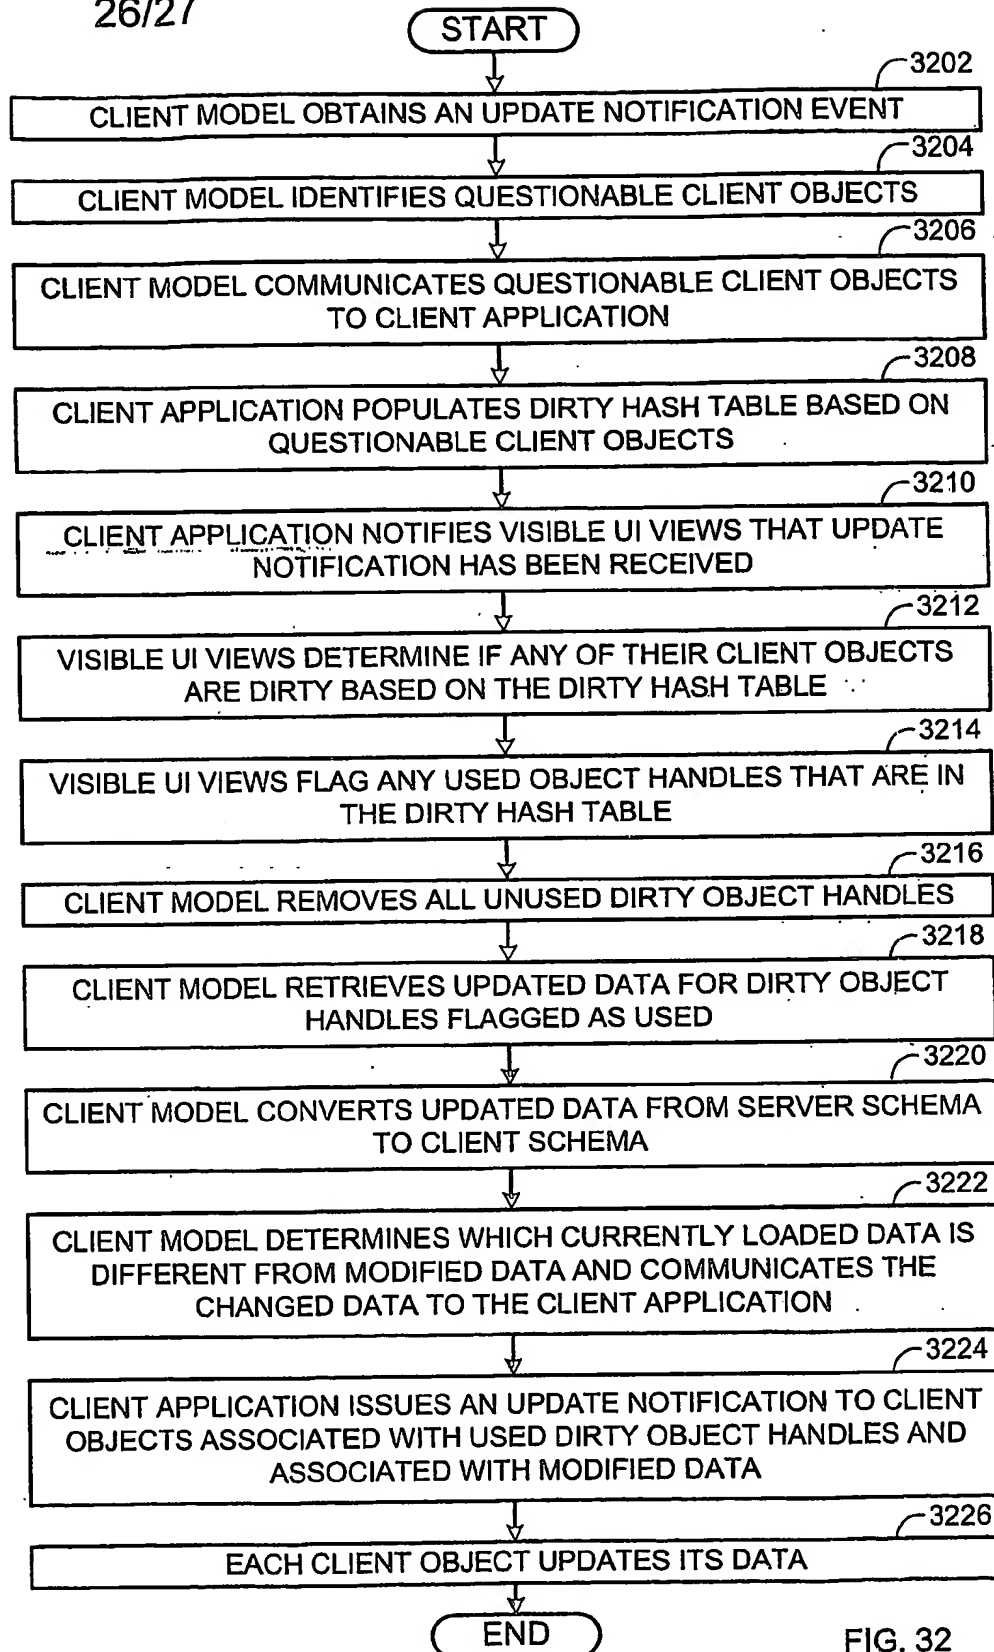 26/27
START
3202
CLIENT MODEL OBTAINS AN UPDATE NOTIFICATION EVENT
3204
CLIENT MODEL IDENTIFIES QUESTIONABLE CLIENT OBJECTS
3206
CLIENT MODEL COMMUNICATES QUESTIONABLE CLIENT OBJECTS
TO CLIENT APPLICATION
3208
CLIENT APPLICATION POPULATES DIRTY HASH TABLE BASED ON
QUESTIONABLE CLIENT OBJECTS
3210
CLIENT APPLICATION NOTIFIES VISIBLE UI VIEWS THAT UPDATE
NOTIFICATION HAS BEEN RECEIVED
3212
VISIBLE UI VIEWS DETERMINE IF ANY OF THEIR CLIENT OBJECTS
ARE DIRTY BASED ON THE DIRTY HASH TABLE
3214
VISIBLE UI VIEWS FLAG ANY USED OBJECT HANDLES THAT ARE IN
THE DIRTY HASH TABLE
3216
CLIENT MODEL REMOVES ALL UNUSED DIRTY OBJECT HANDLES
3218
CLIENT MODEL RETRIEVES UPDATED DATA FOR DIRTY OBJECT
HANDLES FLAGGED AS USED
3220
CLIENT MODEL CONVERTS UPDATED DATA FROM SERVER SCHEMA
TO CLIENT SCHEMA
3222
CLIENT MODEL DETERMINES WHICH CURRENTLY LOADED DATA IS
DIFFERENT FROM MODIFIED DATA AND COMMUNICATES THE
CHANGED DATA TO THE CLIENT APPLICATION
3224
CLIENT APPLICATION ISSUES AN UPDATE NOTIFICATION TO CLIENT
OBJECTS ASSOCIATED WITH USED DIRTY OBJECT HANDLES AND
ASSOCIATED WITH MODIFIED DATA
3226
EACH CLIENT OBJECT UPDATES ITS DATA
END
FIG. 32